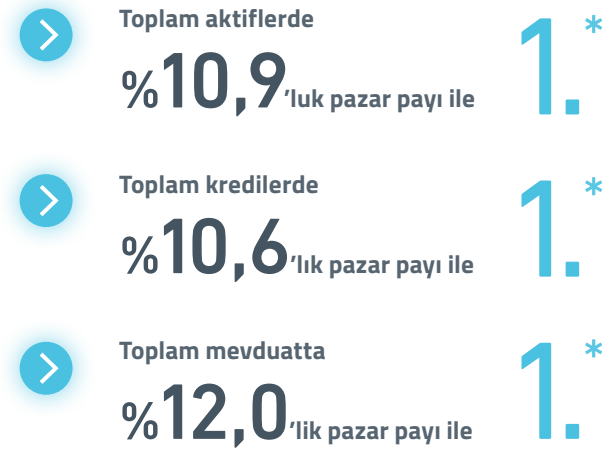 Toplam aktiflerde
%10,9’luk pazar payı ile 1.*
Toplam kredilerde
%10,6’lık pazar payı ile 1.*
Toplam mevduatta
%12,0’lik pazar payı ile 1.*